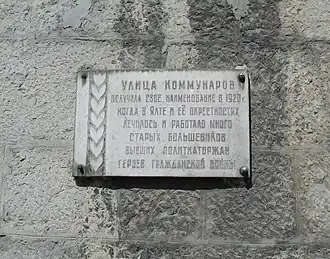 Улица Коммунаров
получила свое наименование в 1920 г.
когда в Ялте и её окрестностях
лечилось и работало много
старых большевиков
бывших политкаторжан
героев гражданской войны